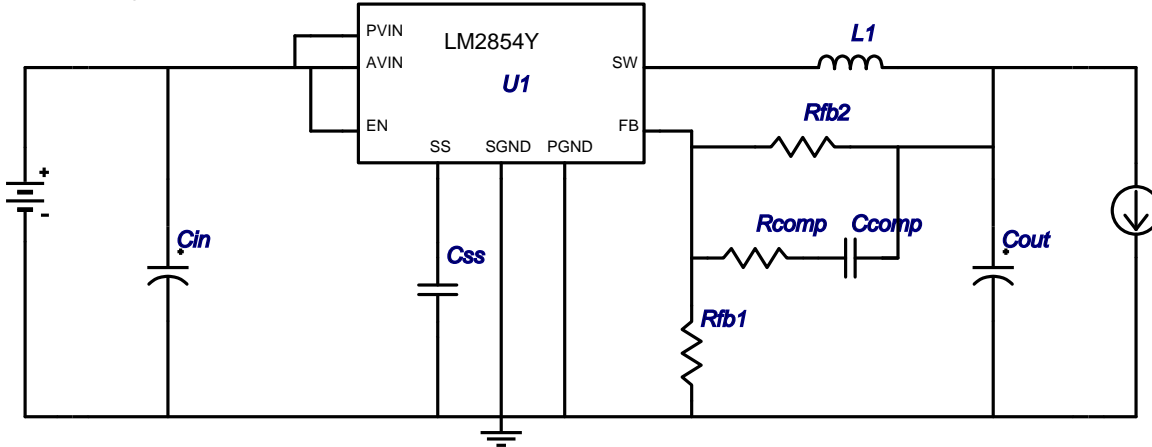 PVIN
LM2854Y
L1
AVIN
U1
SW
Rfb2
EN
FB
SS
SGND
PGND
+
-
Cin
+
Css
Rcomp
Ccomp
Cout
+
Rfb1